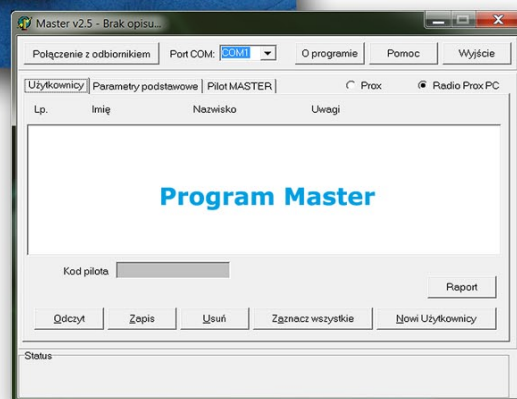 Master v2.5 - Brak opisu...
Połączenie z odbiornikiem Port COM: COM1 O programie Pomoc Wyjście
Użytkownicy Parametry podstawowe Pilot MASTER Prox Radio Prox PC
Lp. Imię Nazwisko Uwagi
Program Master
Kod pilota
Raport
Odczyt Zapis Usuń Zaznacz wszystkie Nowi Użytkownicy
Status